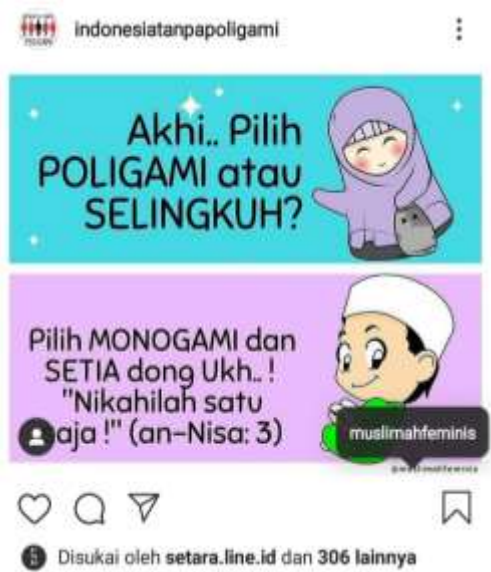 indonesiatanpapoligami
Akhi.. Pilih
POLIGAMI atau
SELINGKUH?
Pilih MONOGAMI dan
SETIA dong Ukh.. !
"Nikahilah satu
aja !" (an-Nisa: 3)
muslimahfeminis
@muslimahfeminis
Disukai oleh setara.line.id dan 306 lainnya